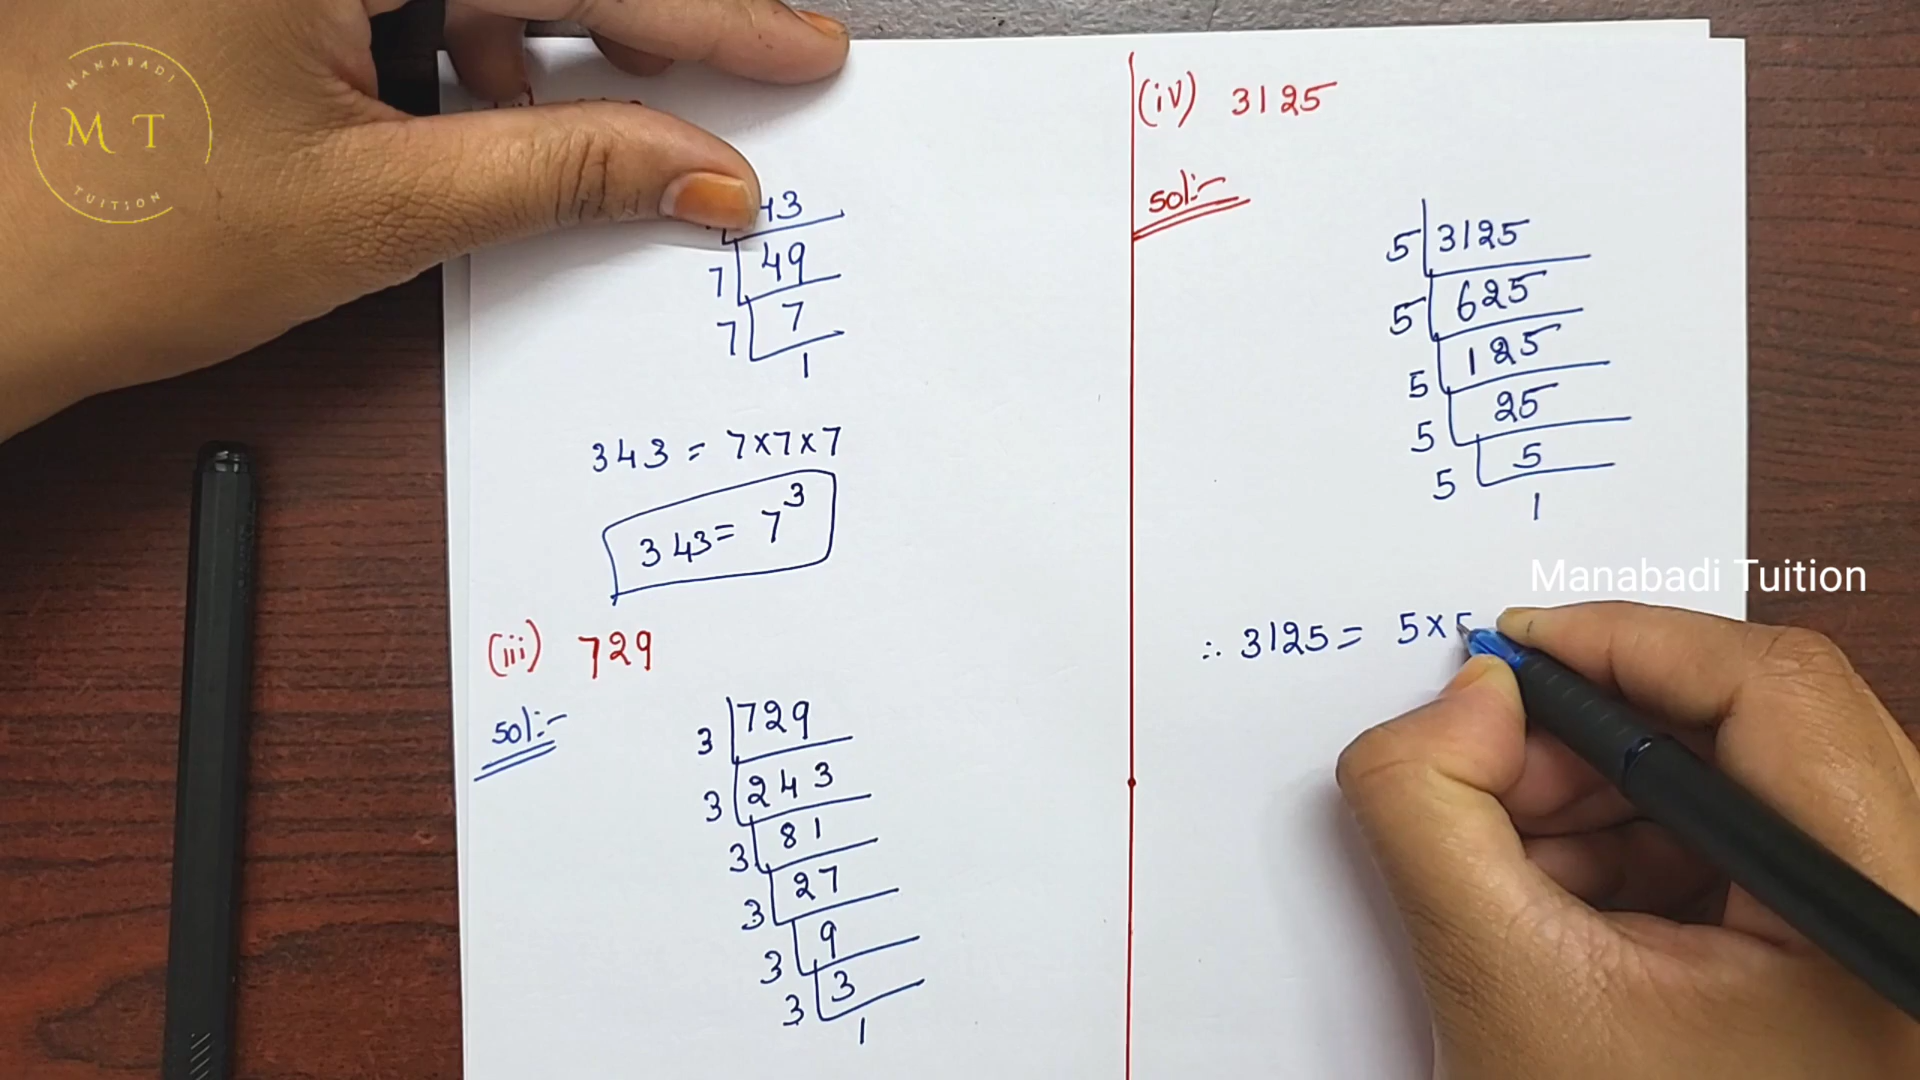 MANABADI
M T
TUITION
43
7 49
7 7
1
343 = 7×7×7
343 = 7³
(iii) 729
Sol:-
3 729
3 243
3 81
3 27
3 9
3 3
1
(iv) 3125
Sol:-
5 3125
5 625
5 125
5 25
5 5
1
Manabadi Tuition
∴ 3125 = 5×5